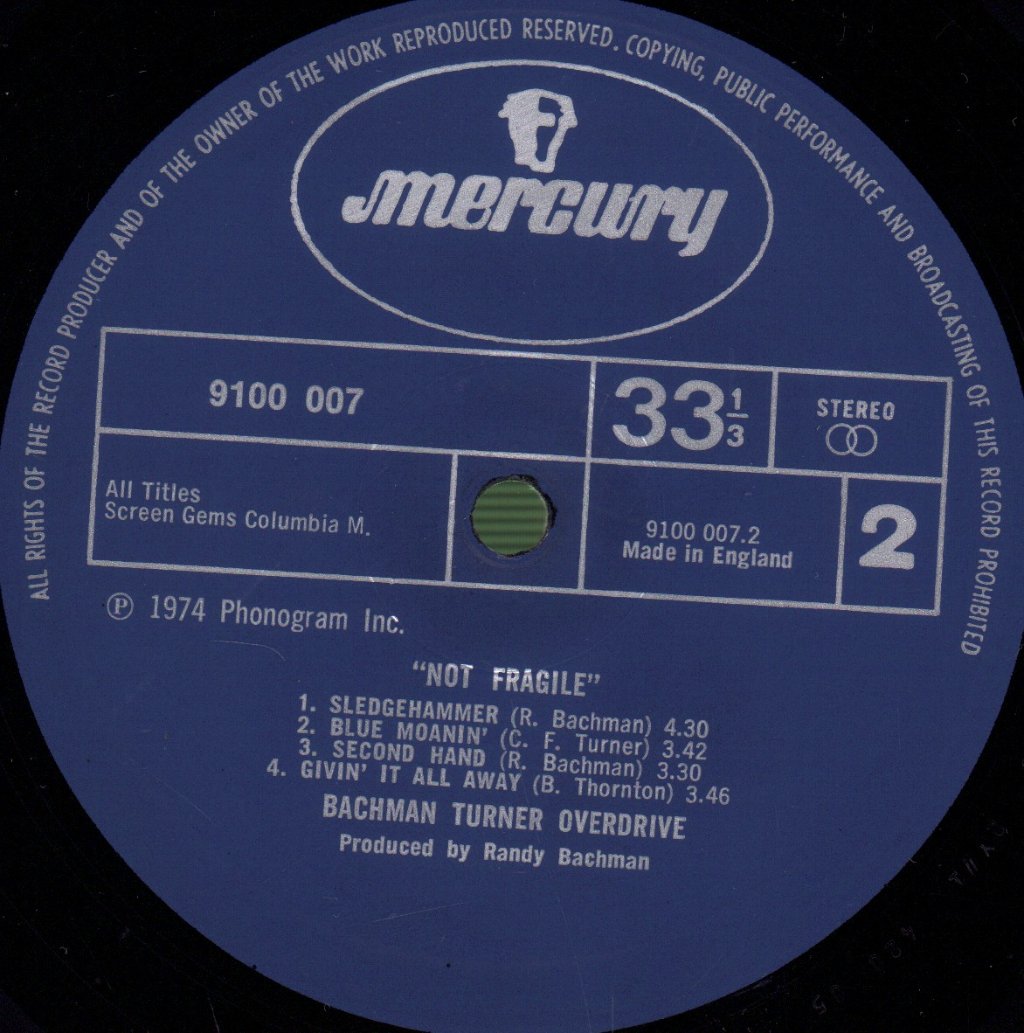 ALL RIGHTS OF THE RECORD PRODUCER AND OF THE OWNER OF THE WORK REPRODUCED RESERVED. COPYING, PUBLIC PERFORMANCE AND BROADCASTING OF THIS RECORD PROHIBITED
mercury
9100 007
33 1/3
STEREO
All Titles
Screen Gems Columbia M.
9100 007.2
Made in England
2
Ⓟ 1974 Phonogram Inc.
"NOT FRAGILE"
1. SLEDGEHAMMER (R. Bachman) 4.30
2. BLUE MOANIN' (C. F. Turner) 3.42
3. SECOND HAND (R. Bachman) 3.30
4. GIVIN' IT ALL AWAY (B. Thornton) 3.46
BACHMAN TURNER OVERDRIVE
Produced by Randy Bachman